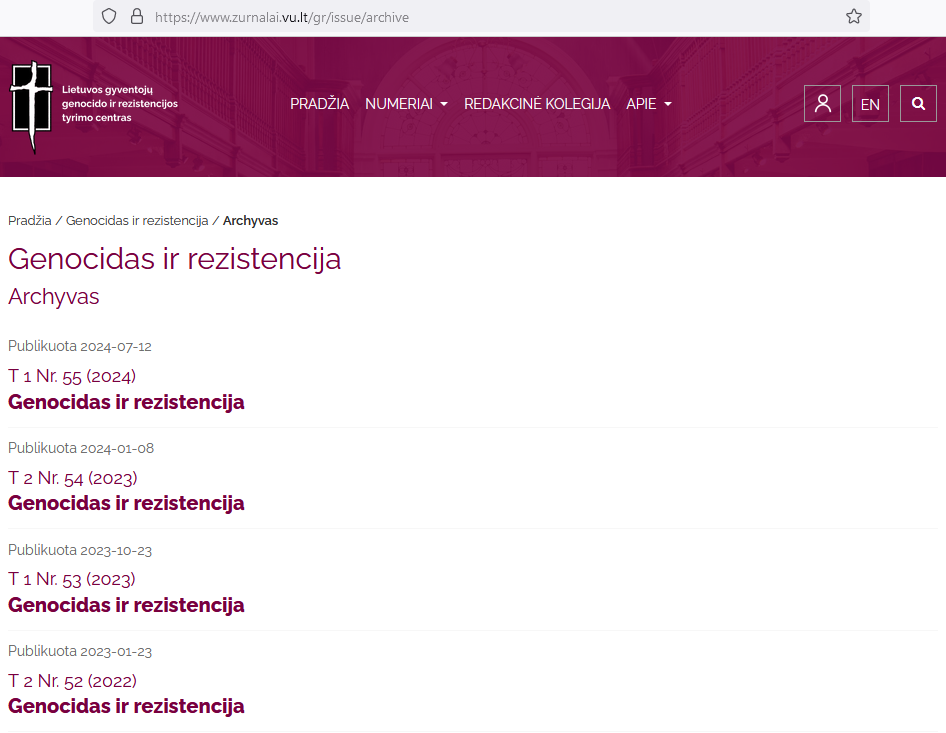 https://www.zurnalai.vu.lt/gr/issue/archive
Lietuvos gyventojų
genocido ir rezistencijos
tyrimo centras
PRADŽIA NUMERIAI REDAKCINĖ KOLEGIJA APIE EN
Pradžia / Genocidas ir rezistencija / Archyvas
Genocidas ir rezistencija
Archyvas
Publikuota 2024-07-12
T 1 Nr. 55 (2024)
Genocidas ir rezistencija
Publikuota 2024-01-08
T 2 Nr. 54 (2023)
Genocidas ir rezistencija
Publikuota 2023-10-23
T 1 Nr. 53 (2023)
Genocidas ir rezistencija
Publikuota 2023-01-23
T 2 Nr. 52 (2022)
Genocidas ir rezistencija